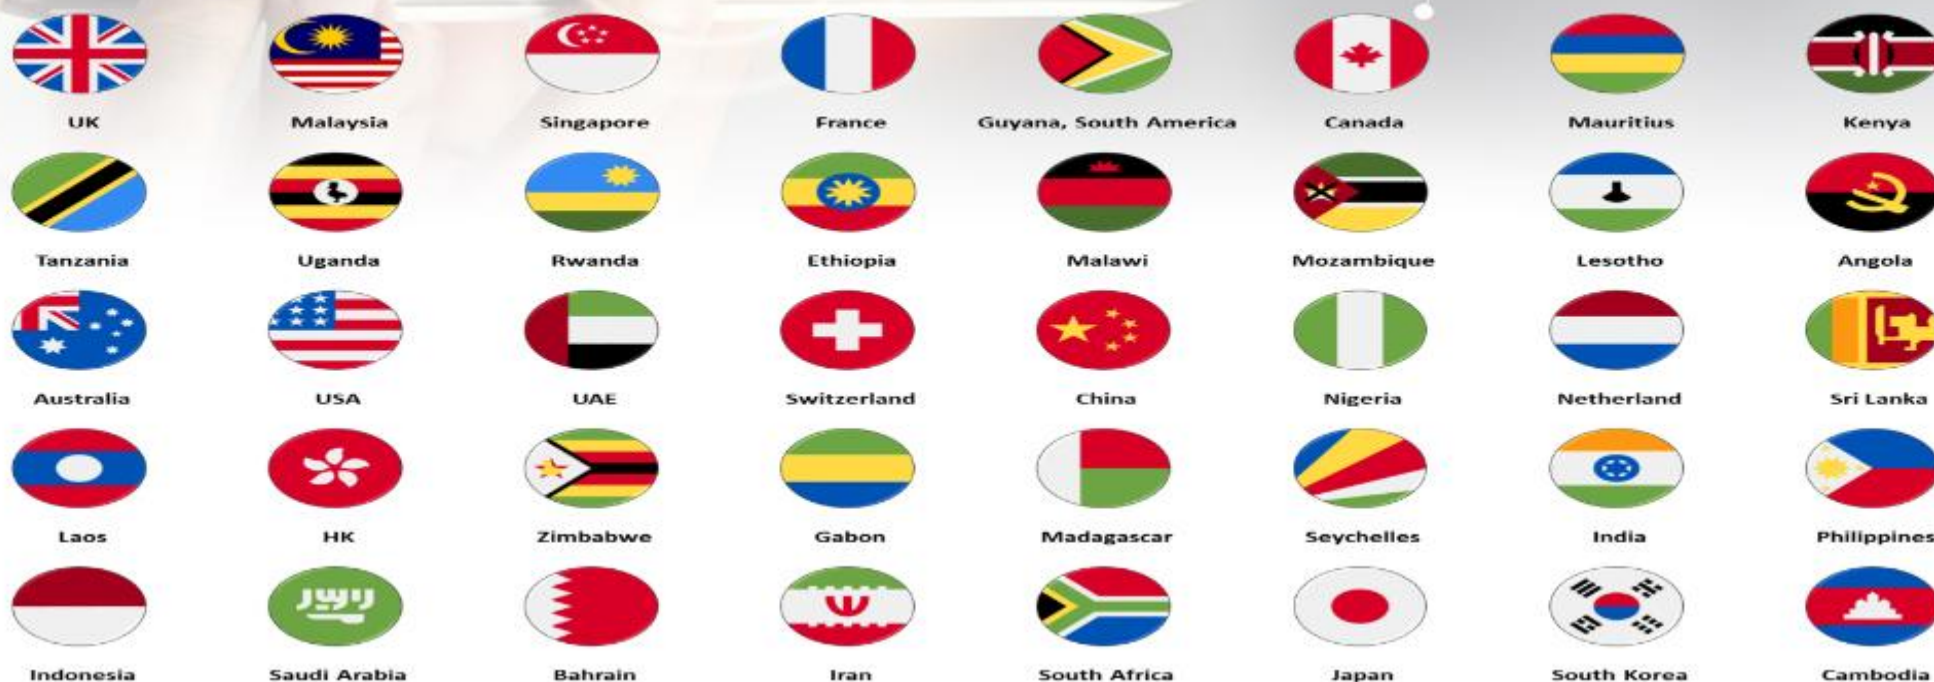 UK Malaysia Singapore France Guyana, South America Canada Mauritius Kenya
Tanzania Uganda Rwanda Ethiopia Malawi Mozambique Lesotho Angola
Australia USA UAE Switzerland China Nigeria Netherland Sri Lanka
Laos HK Zimbabwe Gabon Madagascar Seychelles India Philippines
Indonesia Saudi Arabia Bahrain Iran South Africa Japan South Korea Cambodia